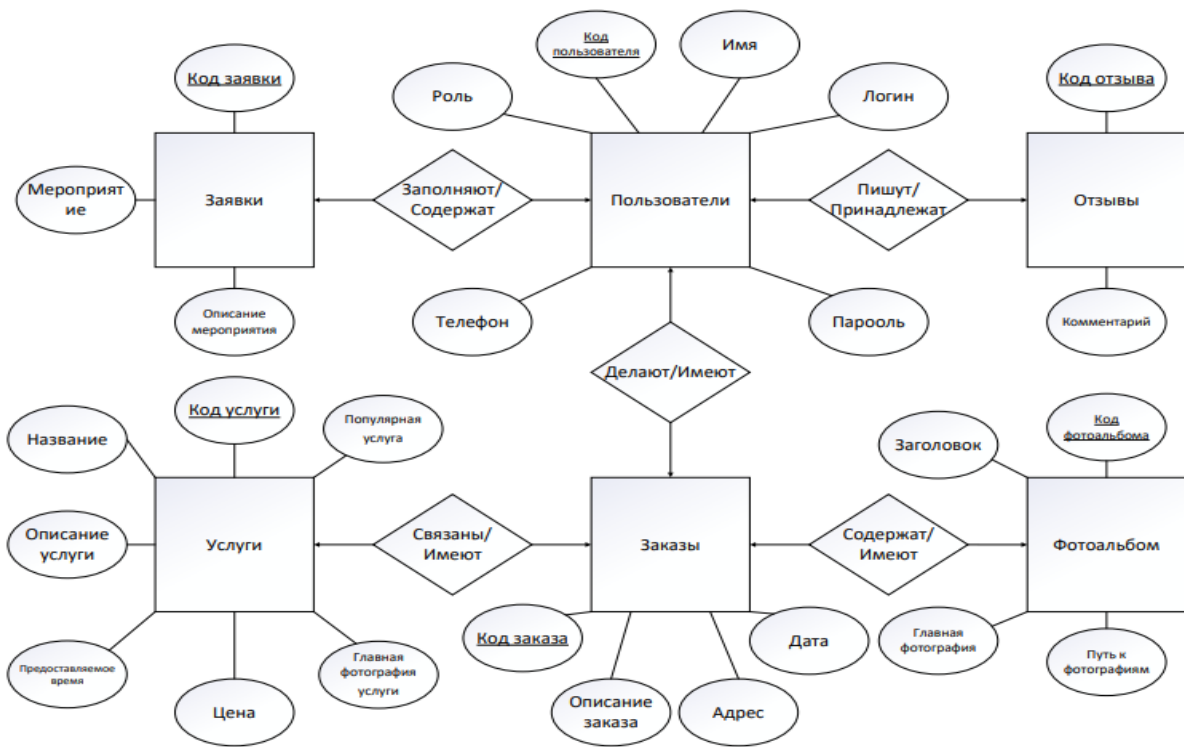 Код
пользователя
Имя
Код заявки
Код отзыва
Роль
Логин
Мероприят
ие
Заявки
Заполняют/
Содержат
Пользователи
Пишут/
Принадлежат
Отзывы
Описание
мероприятия
Телефон
Парооль
Комментарий
Делают/Имеют
Код услуги
Популярная
услуга
Название
Заголовок
Код
фотоальбома
Описание
услуги
Услуги
Связаны/
Имеют
Заказы
Содержат/
Имеют
Фотоальбом
Предоставляемое
время
Цена
Главная
фотография
услуги
Код заказа
Описание
заказа
Адрес
Дата
Главная
фотография
Путь к
фотографиям